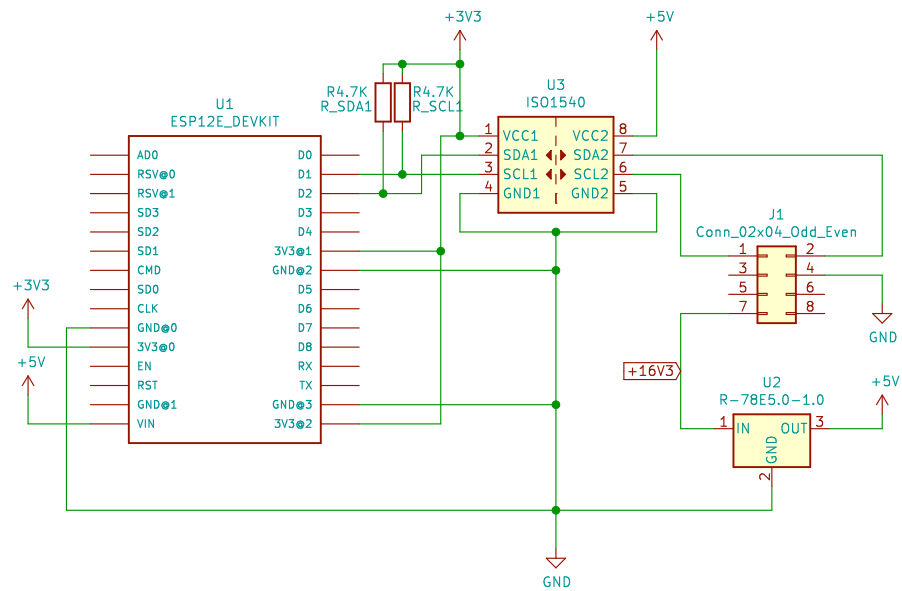 +3V3
+5V
R4.7K
R_SDA1
R4.7K
R_SCL1
U3
ISO1540
1 VCC1 VCC2 8
2 SDA1 SDA2 7
3 SCL1 SCL2 6
4 GND1 GND2 5
U1
ESP12E_DEVKIT
AD0 D0
RSV@0 D1
RSV@1 D2
SD3 D3
SD2 D4
SD1 3V3@1
CMD GND@2
SD0 D5
CLK D6
GND@0 D7
3V3@0 D8
EN RX
RST TX
GND@1 GND@3
VIN 3V3@2
+3V3
+5V
J1
Conn_02x04_Odd_Even
1 2
3 4
5 6
7 8
GND
+16V3
U2
R-78E5.0-1.0
+5V
1 IN OUT 3
GND
2
GND